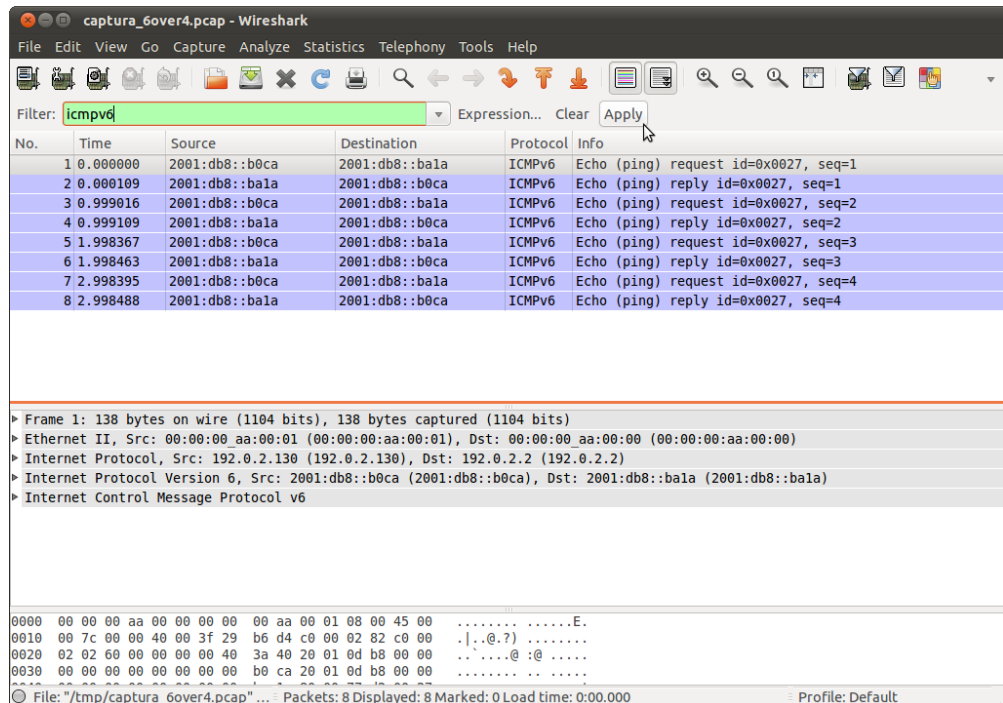 captura_6over4.pcap - Wireshark
File Edit View Go Capture Analyze Statistics Telephony Tools Help
Filter: icmpv6 Expression... Clear Apply
No. Time Source Destination Protocol Info
1 0.000000 2001:db8::b0ca 2001:db8::ba1a ICMPv6 Echo (ping) request id=0x0027, seq=1
2 0.000109 2001:db8::ba1a 2001:db8::b0ca ICMPv6 Echo (ping) reply id=0x0027, seq=1
3 0.999016 2001:db8::b0ca 2001:db8::ba1a ICMPv6 Echo (ping) request id=0x0027, seq=2
4 0.999109 2001:db8::ba1a 2001:db8::b0ca ICMPv6 Echo (ping) reply id=0x0027, seq=2
5 1.998367 2001:db8::b0ca 2001:db8::ba1a ICMPv6 Echo (ping) request id=0x0027, seq=3
6 1.998463 2001:db8::ba1a 2001:db8::b0ca ICMPv6 Echo (ping) reply id=0x0027, seq=3
7 2.998395 2001:db8::b0ca 2001:db8::ba1a ICMPv6 Echo (ping) request id=0x0027, seq=4
8 2.998488 2001:db8::ba1a 2001:db8::b0ca ICMPv6 Echo (ping) reply id=0x0027, seq=4
Frame 1: 138 bytes on wire (1104 bits), 138 bytes captured (1104 bits)
Ethernet II, Src: 00:00:00_aa:00:01 (00:00:00:aa:00:01), Dst: 00:00:00_aa:00:00 (00:00:00:aa:00:00)
Internet Protocol, Src: 192.0.2.130 (192.0.2.130), Dst: 192.0.2.2 (192.0.2.2)
Internet Protocol Version 6, Src: 2001:db8::b0ca (2001:db8::b0ca), Dst: 2001:db8::ba1a (2001:db8::ba1a)
Internet Control Message Protocol v6
0000 00 00 00 aa 00 00 00 00 00 aa 00 01 08 00 45 00 ........ ......E.
0010 00 7c 00 00 40 00 3f 29 b6 d4 c0 00 02 82 c0 00 .|..@.?) ........
0020 02 02 60 00 00 00 00 40 3a 40 20 01 0d b8 00 00 ..`....@ :@ .....
0030 00 00 00 00 00 00 00 00 b0 ca 20 01 0d b8 00 00 ........ .. .....
File: "/tmp/captura_6over4.pcap" ... Packets: 8 Displayed: 8 Marked: 0 Load time: 0:00.000 Profile: Default